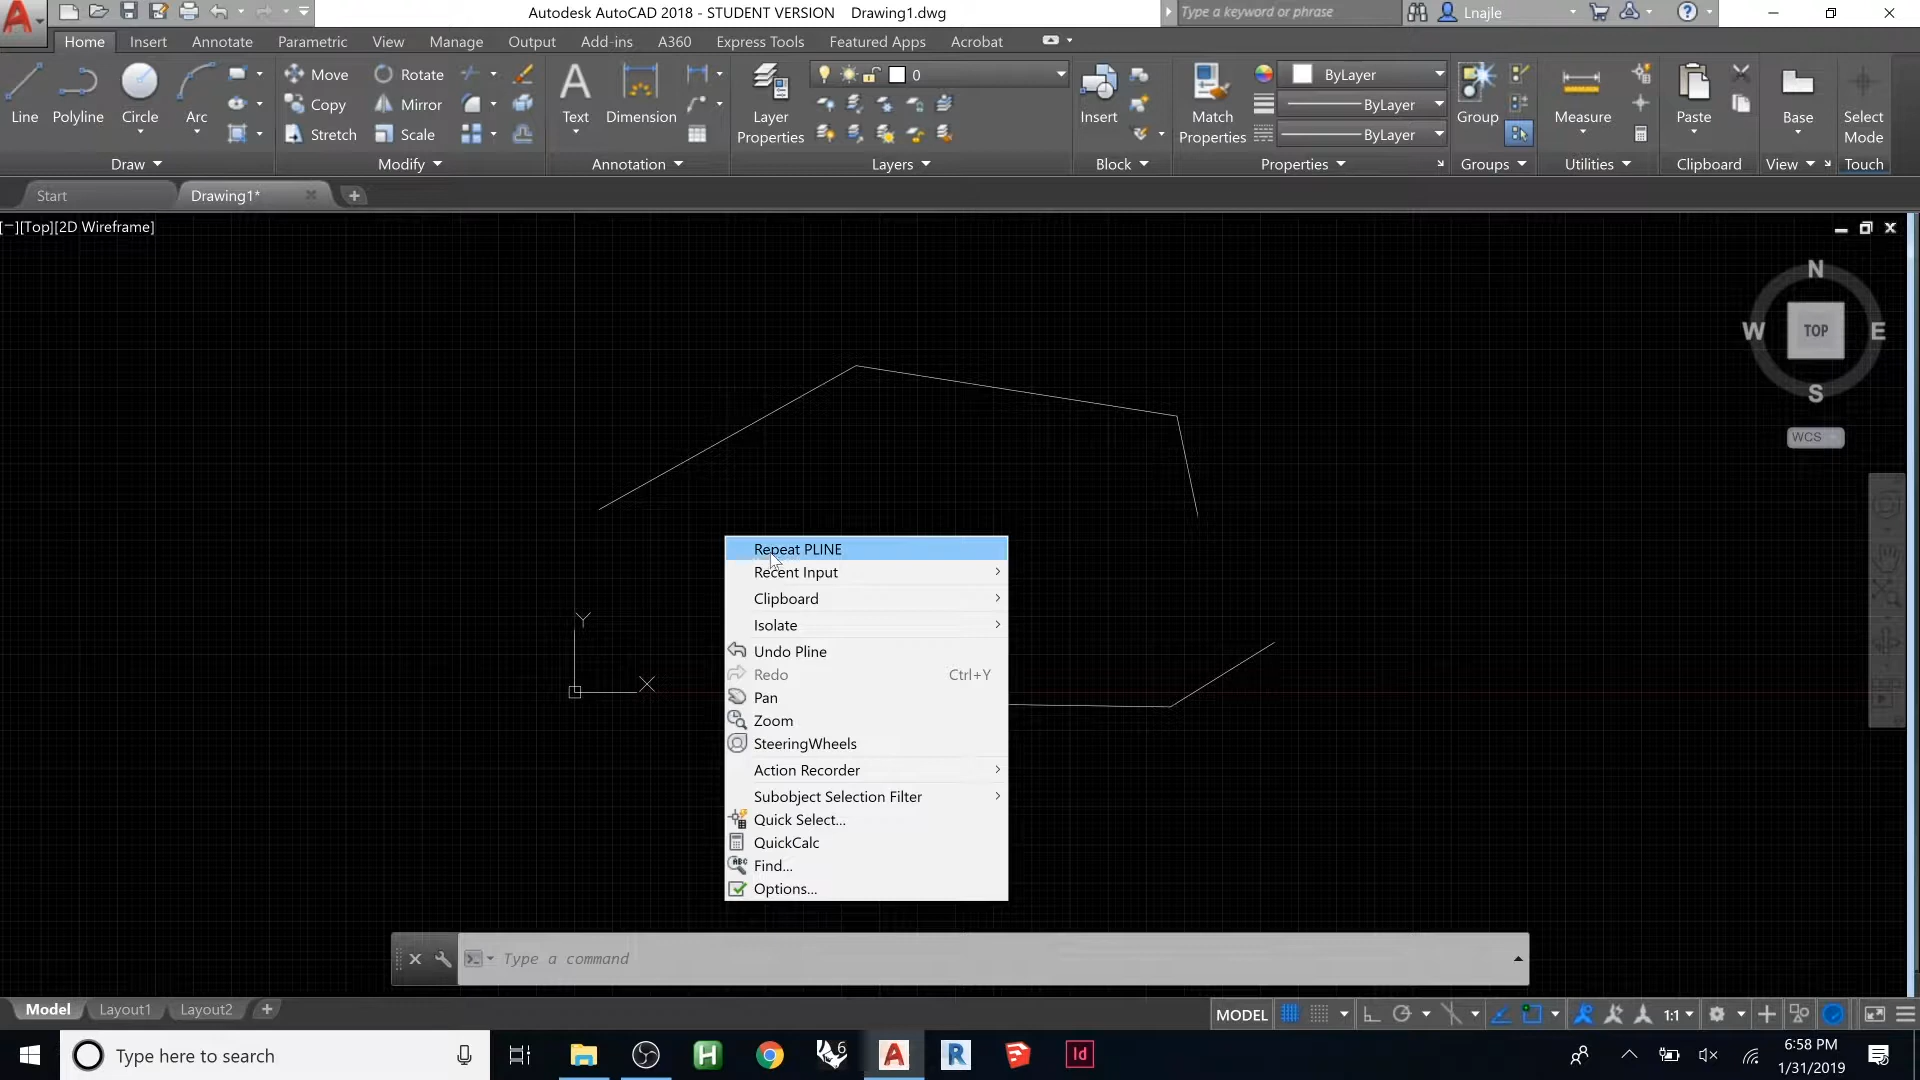 Autodesk AutoCAD 2018 - STUDENT VERSION Drawing1.dwg
Type a keyword or phrase
Lnajle
Home Insert Annotate Parametric View Manage Output Add-ins A360 Express Tools Featured Apps Acrobat
Line
Polyline
Circle
Arc
Draw
Move
Copy
Stretch
Rotate
Mirror
Scale
Modify
Text
Dimension
Annotation
Layer
Properties
0
Layers
Insert
Block
Match
Properties
ByLayer
ByLayer
ByLayer
Properties
Group
Groups
Measure
Utilities
Paste
Clipboard
Base
View
Select
Mode
Touch
Start
Drawing1*
[−][Top][2D Wireframe]
N
W
TOP
E
S
WCS
Y
X
Repeat PLINE
Recent Input
Clipboard
Isolate
Undo Pline
Redo Ctrl+Y
Pan
Zoom
SteeringWheels
Action Recorder
Subobject Selection Filter
Quick Select...
QuickCalc
Find...
Options...
Type a command
Model Layout1 Layout2
MODEL
1:1
Type here to search
H
6
A
R
Id
6:58 PM
1/31/2019